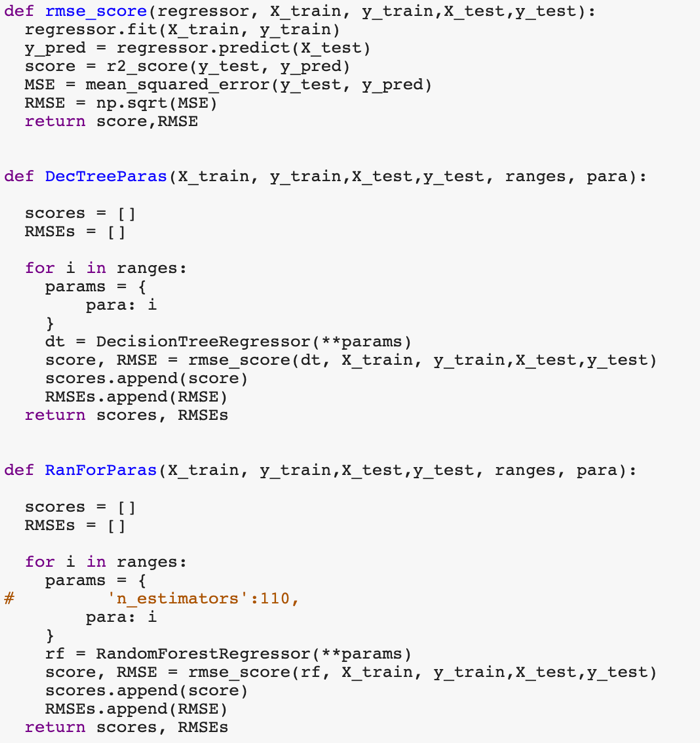 def rmse_score(regressor, X_train, y_train,X_test,y_test):
  regressor.fit(X_train, y_train)
  y_pred = regressor.predict(X_test)
  score = r2_score(y_test, y_pred)
  MSE = mean_squared_error(y_test, y_pred)
  RMSE = np.sqrt(MSE)
  return score,RMSE
def DecTreeParas(X_train, y_train,X_test,y_test, ranges, para):
  scores = []
  RMSEs = []
  for i in ranges:
    params = {
        para: i
    }
    dt = DecisionTreeRegressor(**params)
    score, RMSE = rmse_score(dt, X_train, y_train,X_test,y_test)
    scores.append(score)
    RMSEs.append(RMSE)
  return scores, RMSEs
def RanForParas(X_train, y_train,X_test,y_test, ranges, para):
  scores = []
  RMSEs = []
  for i in ranges:
    params = {
#         'n_estimators':110,
        para: i
    }
    rf = RandomForestRegressor(**params)
    score, RMSE = rmse_score(rf, X_train, y_train,X_test,y_test)
    scores.append(score)
    RMSEs.append(RMSE)
  return scores, RMSEs